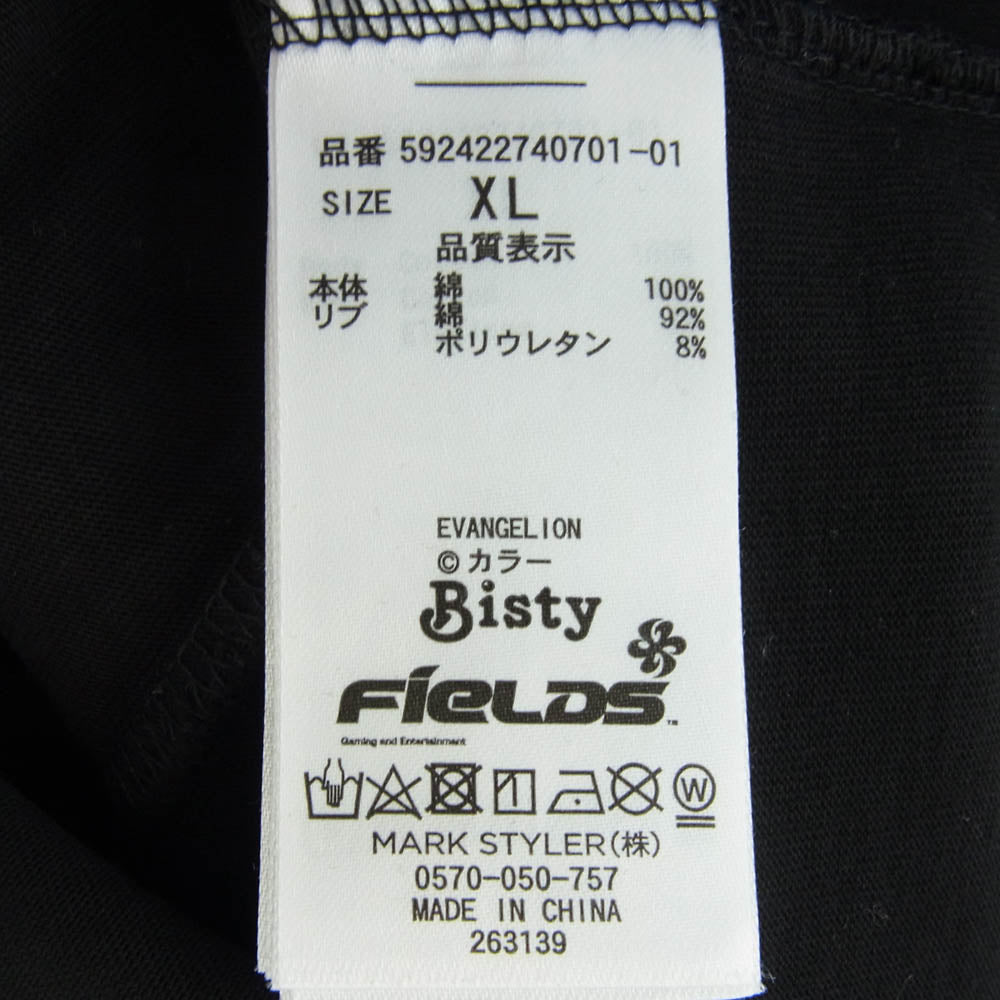 品番 592422740701-01
SIZE XL
品質表示
本体 綿 100%
リブ 綿 92%
ポリウレタン 8%
EVANGELION
©カラー
Bisty
FIELDS™
Gaming and Entertainment
W
MARK STYLER(株)
0570-050-757
MADE IN CHINA
263139